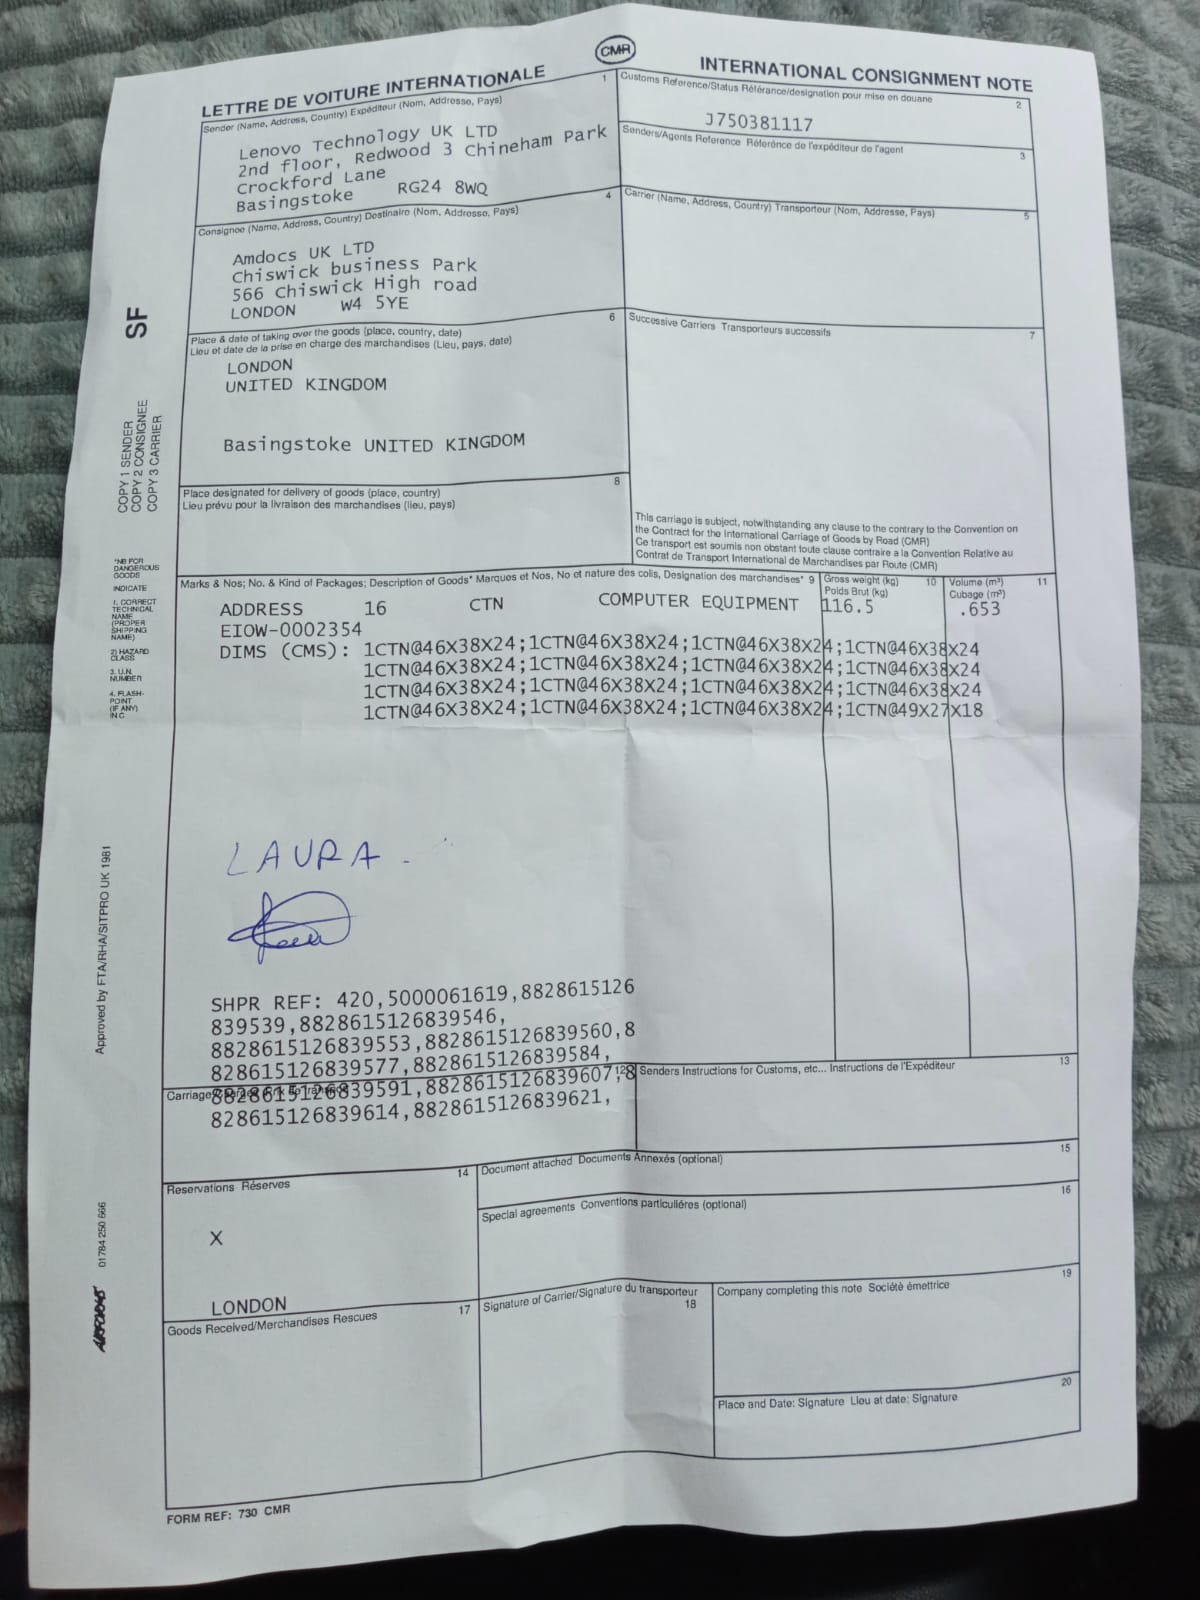 CMR
LETTRE DE VOITURE INTERNATIONALE
INTERNATIONAL CONSIGNMENT NOTE
Sender (Name, Address, Country) Expéditeur (Nom, Addresse, Pays) 1
Lenovo Technology UK LTD
2nd floor, Redwood 3 Chineham Park
Crockford Lane
Basingstoke RG24 8WQ
Customs Reference/Status Référance/designation pour mise en douane 2
J750381117
Senders/Agents Reference Référence de l'expéditeur de l'agent 3
Consignee (Name, Address, Country) Destinaire (Nom, Addresse, Pays) 4
Amdocs UK LTD
Chiswick business Park
566 Chiswick High road
LONDON W4 5YE
Carrier (Name, Address, Country) Transporteur (Nom, Addresse, Pays) 5
Place & date of taking over the goods (place, country, date) 6
Lieu et date de la prise en charge des marchandises (Lieu, pays, date)
LONDON
UNITED KINGDOM
Basingstoke UNITED KINGDOM
Successive Carriers Transporteurs successifs 7
Place designated for delivery of goods (place, country) 8
Lieu prévu pour la livraison des marchandises (lieu, pays)
This carriage is subject, notwithstanding any clause to the contrary to the Convention on
the Contract for the International Carriage of Goods by Road (CMR)
Ce transport est soumis non obstant toute clause contraire a la Convention Relative au
Contrat de Transport International de Marchandises par Route (CMR)
Marks & Nos; No. & Kind of Packages; Description of Goods* Marques et Nos, No et nature des colis, Designation des marchandises* 9
Gross weight (kg) 10
Poids Brut (kg)
Volume (m³) 11
Cubage (m³)
ADDRESS 16 CTN COMPUTER EQUIPMENT 116.5 .653
EIOW-0002354
DIMS (CMS): 1CTN@46X38X24;1CTN@46X38X24;1CTN@46X38X24;1CTN@46X38X24
1CTN@46X38X24;1CTN@46X38X24;1CTN@46X38X24;1CTN@46X38X24
1CTN@46X38X24;1CTN@46X38X24;1CTN@46X38X24;1CTN@46X38X24
1CTN@46X38X24;1CTN@46X38X24;1CTN@46X38X24;1CTN@49X27X18
LAURA
SHPR REF: 420,5000061619,8828615126
839539,8828615126839546,
8828615126839553,8828615126839560,8
828615126839577,8828615126839584,
8828615126839591,8828615126839607,8
828615126839614,8828615126839621,
Carriage 12
Senders Instructions for Customs, etc... Instructions de l'Expéditeur 13
Reservations Réserves 14
X
LONDON
Document attached Documents Annexés (optional) 15
Special agreements Conventions particulières (optional) 16
Goods Received/Merchandises Rescues 17
Signature of Carrier/Signature du transporteur
18
Company completing this note Société émettrice 19
Place and Date; Signature Lieu at date; Signature 20
FORM REF: 730 CMR
SF
COPY 1 SENDER
COPY 2 CONSIGNEE
COPY 3 CARRIER
*NB FOR
DANGEROUS
GOODS
INDICATE
1. CORRECT
TECHNICAL
NAME
(PROPER
SHIPPING
NAME)
2) HAZARD
CLASS
3. U.N.
NUMBER
4. FLASH-
POINT
(IF ANY)
IN C
Approved by FTA/RHA/SITPRO UK 1981
01784 250 666